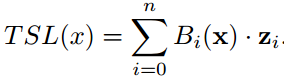 $TSL(x) = \sum_{i=0}^{n} B_i(\mathbf{x}) \cdot \mathbf{z}_i.$